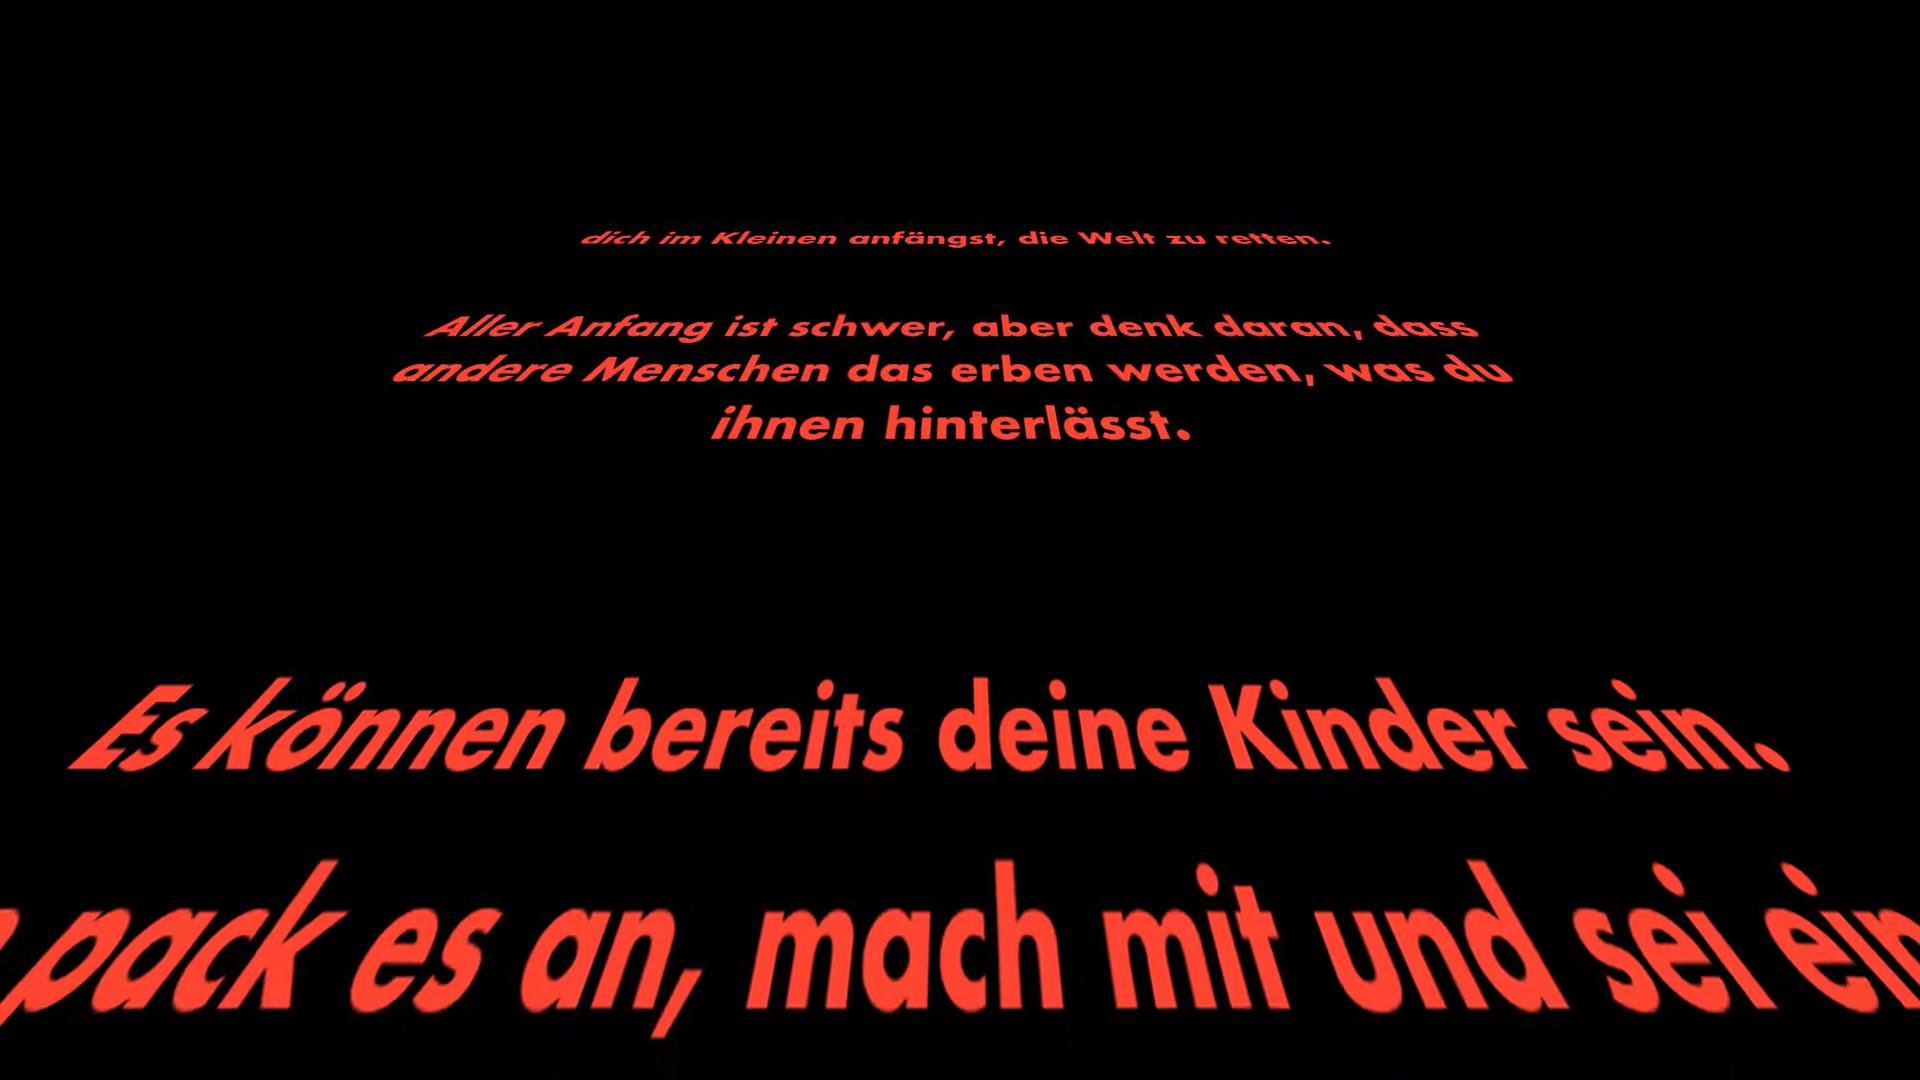 dich im Kleinen anfängst, die Welt zu retten.
Aller Anfang ist schwer, aber denk daran, dass
andere Menschen das erben werden, was du
ihnen hinterlässt.
Es können bereits deine Kinder sein.
pack es an, mach mit und sei